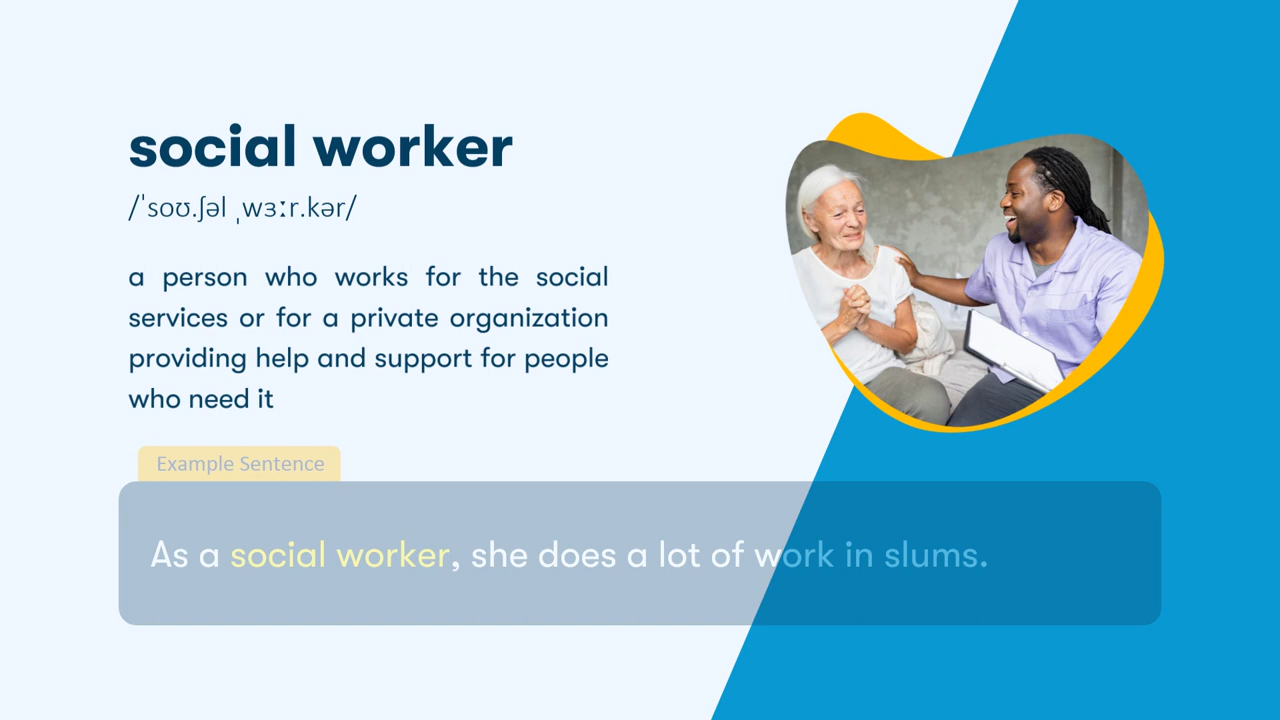 social worker
/ˈsoʊ.ʃəl ˌwɜːr.kər/
a person who works for the social
services or for a private organization
providing help and support for people
who need it
Example Sentence
As a social worker, she does a lot of work in slums.